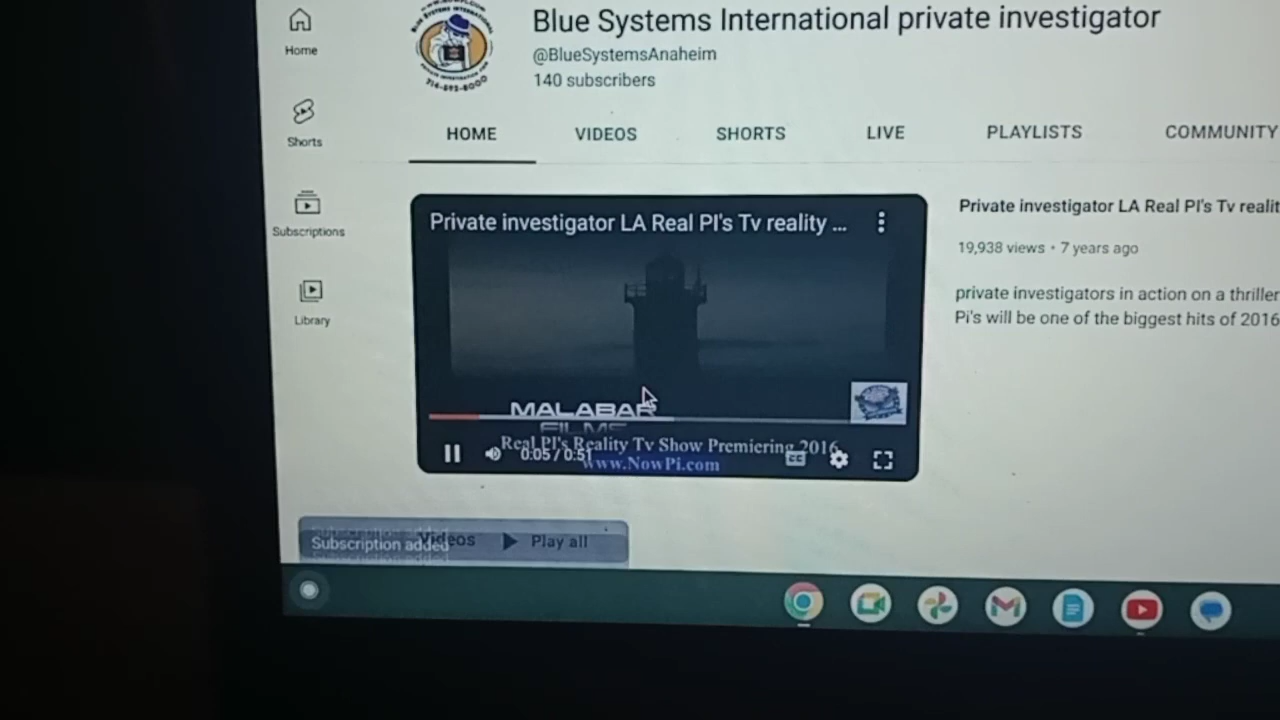 Home
Blue Systems International private investigator
@BlueSystemsAnaheim
140 subscribers
Shorts
HOME
VIDEOS
SHORTS
LIVE
PLAYLISTS
COMMUNITY
Subscriptions
Private investigator LA Real PI's Tv reality ...
Private investigator LA Real PI's Tv realit
19,938 views • 7 years ago
private investigators in action on a thriller
Pi's will be one of the biggest hits of 2016
Library
MALABAR
FILMS
Real PI's Reality Tv Show Premiering 2016
0:05 / 0:51
www.NowPi.com
CC
Subscription added
Videos
Play all